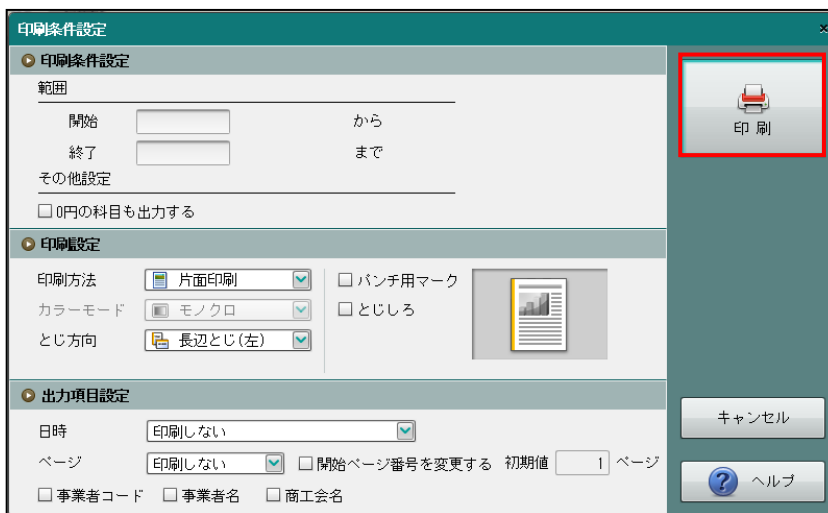 印刷条件設定
印刷条件設定
範囲
開始 から
終了 まで
その他設定
0円の科目も出力する
印刷設定
印刷方法 片面印刷 パンチ用マーク
カラーモード モノクロ とじしろ
とじ方向 長辺とじ(左)
出力項目設定
日時 印刷しない
ページ 印刷しない 開始ページ番号を変更する 初期値 1 ページ
事業者コード 事業者名 商工会名
印刷
キャンセル
ヘルプ